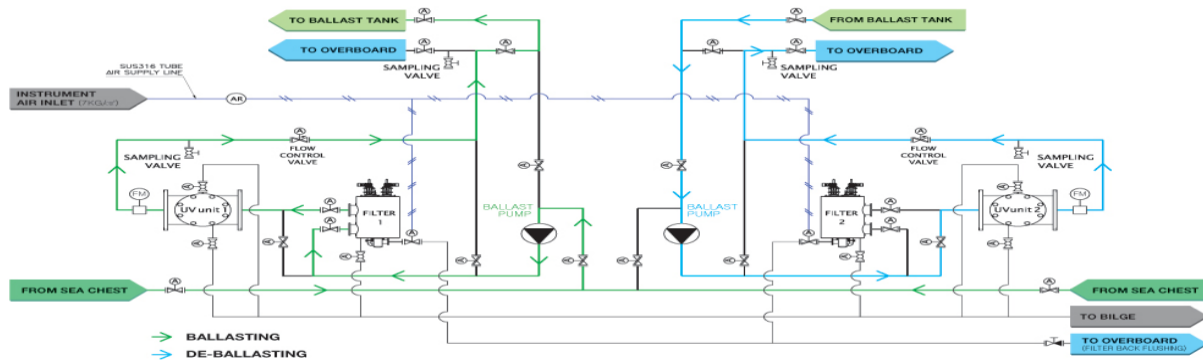 TO BALLAST TANK
FROM BALLAST TANK
TO OVERBOARD
TO OVERBOARD
SAMPLING
VALVE
SAMPLING
VALVE
SUS316 TUBE
AIR SUPPLY LINE
INSTRUMENT
AIR INLET (7KG/㎠)
AR
SAMPLING
VALVE
FLOW
CONTROL
VALVE
FLOW
CONTROL
VALVE
SAMPLING
VALVE
FM
FM
UV unit 1
FILTER
1
BALLAST
PUMP
BALLAST
PUMP
FILTER
2
UV unit 2
FROM SEA CHEST
FROM SEA CHEST
TO BILGE
BALLASTING
DE-BALLASTING
TO OVERBOARD
(FILTER BACK FLUSHING)